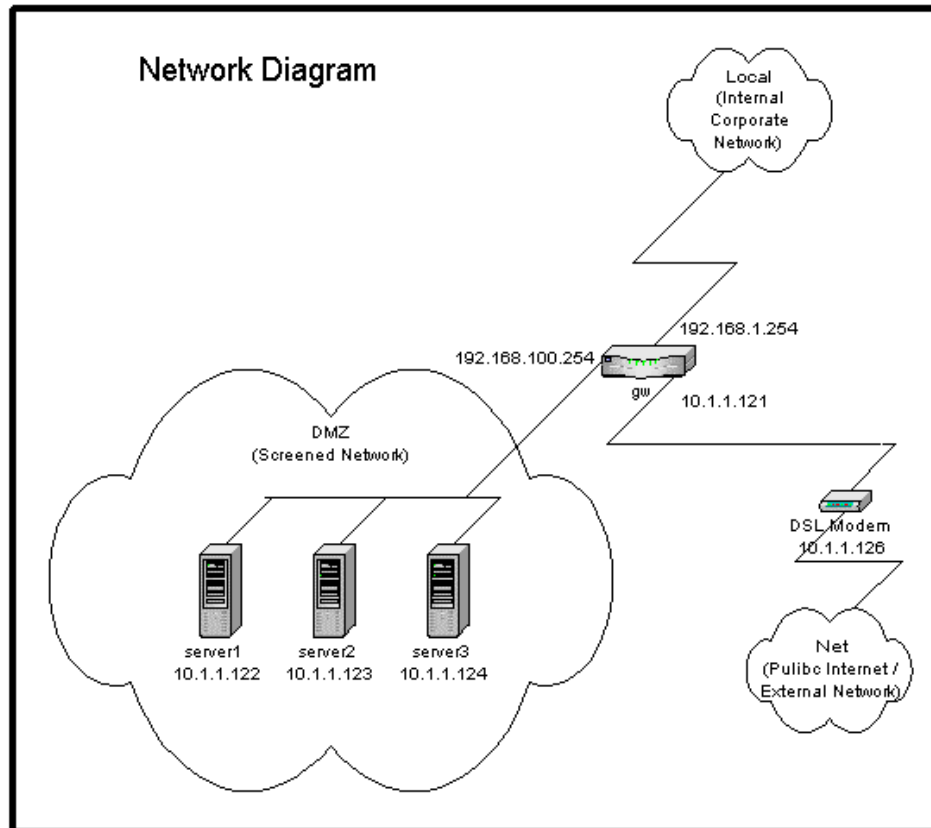 Network Diagram
Local
(Internal
Corporate
Network)
192.168.1.254
192.168.100.254
gw
10.1.1.121
DMZ
(Screened Network)
DSL Modem
10.1.1.126
server1
10.1.1.122
server2
10.1.1.123
server3
10.1.1.124
Net
(Pulibc Internet /
External Network)